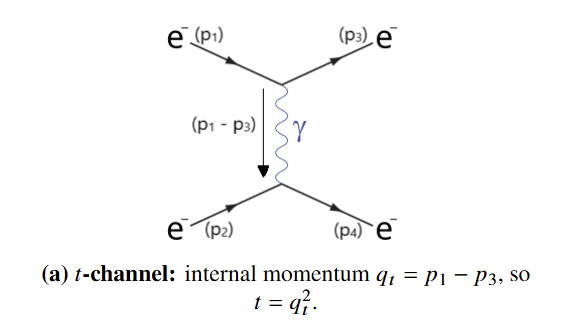 e⁻ (p₁) (p₃) e⁻
(p₁ - p₃) γ
e⁻ (p₂) (p₄) e⁻
(a) t-channel: internal momentum qₜ = p₁ − p₃, so
t = qₜ².